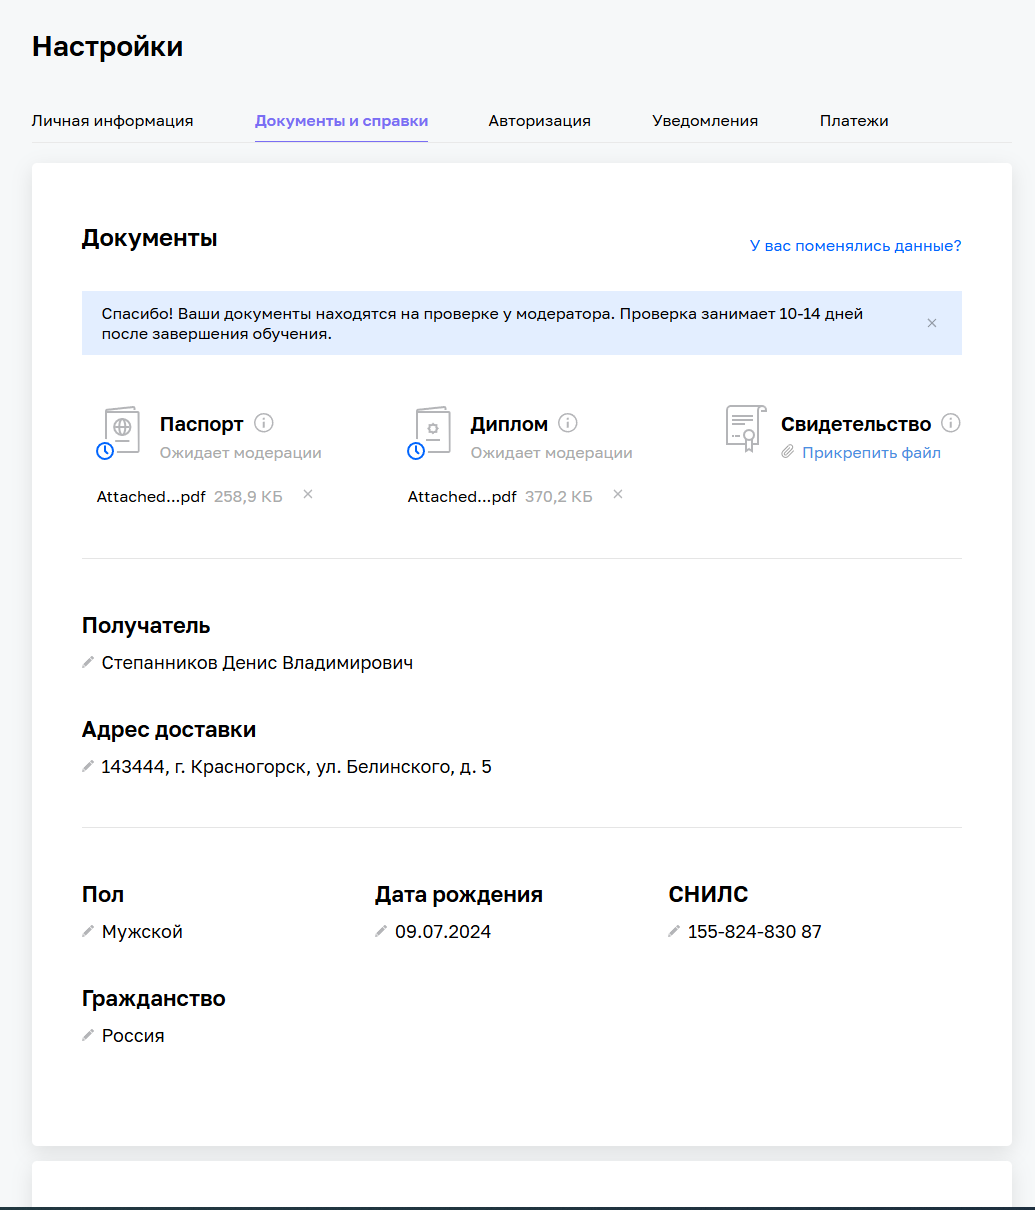 Настройки
Личная информация
Документы и справки
Авторизация
Уведомления
Платежи
Документы
У вас поменялись данные?
Спасибо! Ваши документы находятся на проверке у модератора. Проверка занимает 10-14 дней
после завершения обучения.
Паспорт
Ожидает модерации
Attached...pdf 258,9 КБ
Диплом
Ожидает модерации
Attached...pdf 370,2 КБ
Свидетельство
Прикрепить файл
Получатель
Степанников Денис Владимирович
Адрес доставки
143444, г. Красногорск, ул. Белинского, д. 5
Пол
Мужской
Дата рождения
09.07.2024
СНИЛС
155-824-830 87
Гражданство
Россия